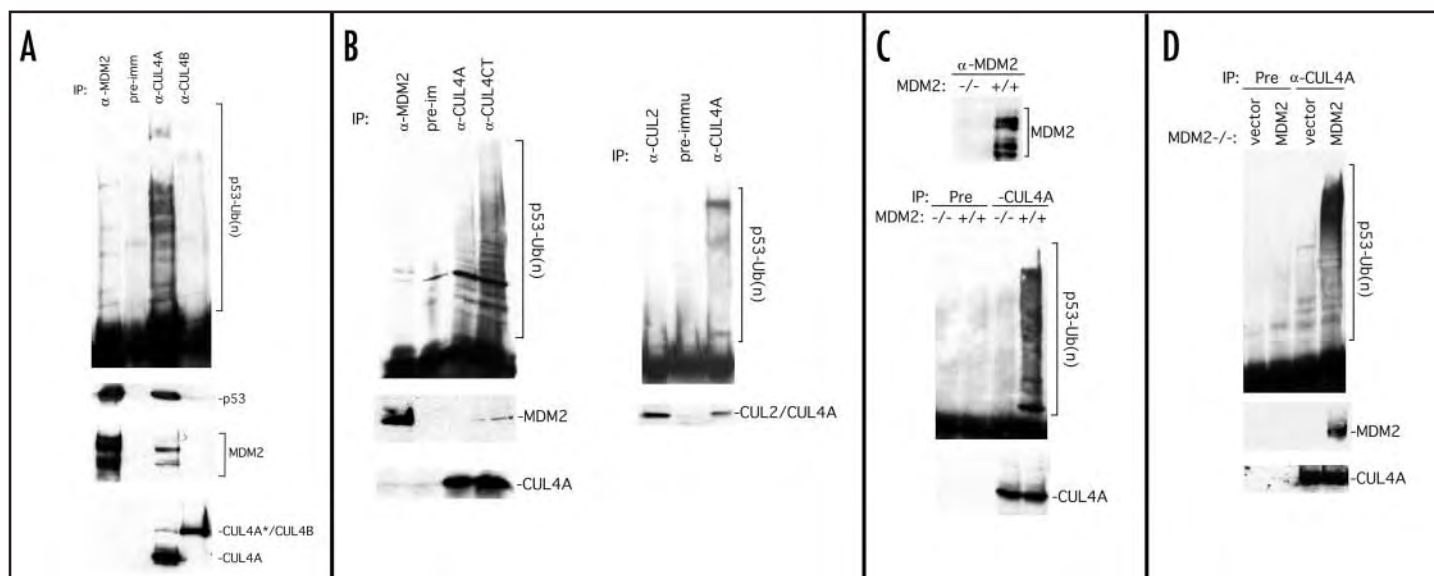 A
IP:
α-MDM2
pre-imm
α-CUL4A
α-CUL4B
p53-Ub(n)
-p53
MDM2
-CUL4A*/CUL4B
-CUL4A
B
IP:
α-MDM2
pre-im
α-CUL4A
α-CUL4CT
p53-Ub(n)
-MDM2
-CUL4A
IP:
α-CUL2
pre-immu
α-CUL4A
p53-Ub(n)
-CUL2/CUL4A
C
α-MDM2
MDM2: -/- +/+
MDM2
IP: Pre -CUL4A
MDM2: -/- +/+ -/- +/+
p53-Ub(n)
-CUL4A
D
IP: Pre α-CUL4A
MDM2-/-:
vector
MDM2
vector
MDM2
p53-Ub(n)
-MDM2
-CUL4A